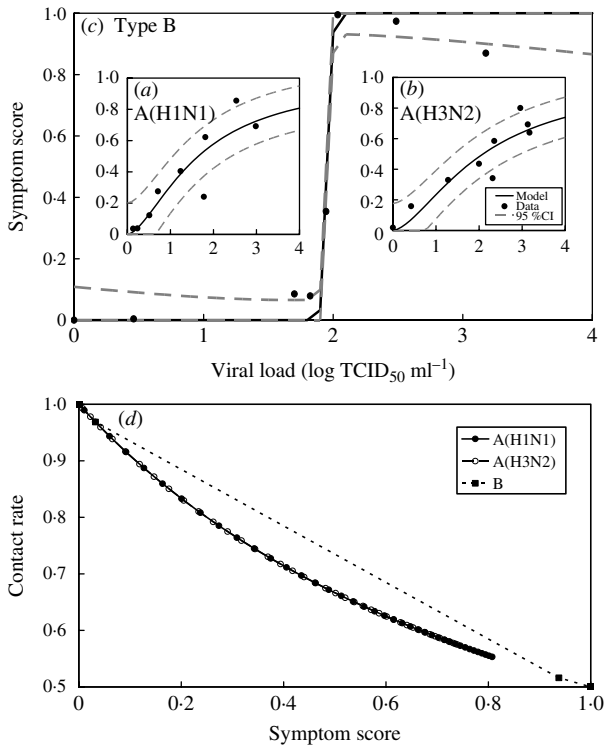 (c) Type B
1·0
0·8
0·6
0·4
0·2
0
Symptom score
(a)
A(H1N1)
1·0
0·8
0·6
0·4
0·2
0
0 1 2 3 4
(b)
A(H3N2)
1·0
0·8
0·6
0·4
0·2
0
0 1 2 3 4
Model
Data
95 %CI
0 1 2 3 4
Viral load (log TCID50 ml−1)
(d)
1·0
0·9
0·8
0·7
0·6
0·5
Contact rate
A(H1N1)
A(H3N2)
B
0 0·2 0·4 0·6 0·8 1·0
Symptom score